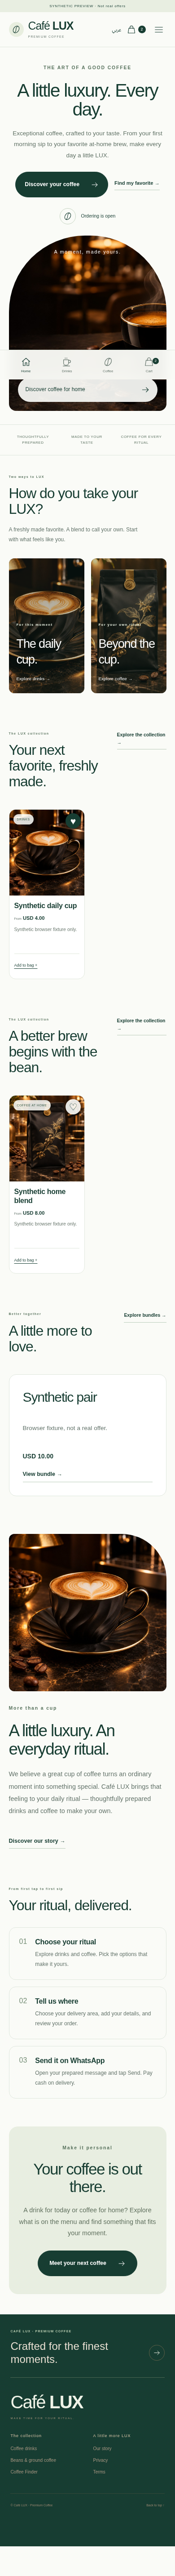 SYNTHETIC PREVIEW · Not real offers
Café LUX
PREMIUM COFFEE
عربي
2
THE ART OF A GOOD COFFEE
A little luxury. Every
day.
Exceptional coffee, crafted to your taste. From your first
morning sip to your favorite at-home brew, make every
day a little LUX.
Discover your coffee →
Find my favorite →
Ordering is open
A moment, made yours.
Home
Drinks
Coffee
Cart
2
Discover coffee for home →
THOUGHTFULLY
PREPARED
MADE TO YOUR
TASTE
COFFEE FOR EVERY
RITUAL
Two ways to LUX
How do you take your
LUX?
A freshly made favorite. A blend to call your own. Start
with what feels like you.
For this moment
The daily
cup.
Explore drinks →
For your own ritual
Beyond the
cup.
Explore coffee →
The LUX collection
Your next
favorite, freshly
made.
Explore the collection
→
DRINKS
Synthetic daily cup
From USD 4.00
Synthetic browser fixture only.
Add to bag +
The LUX collection
A better brew
begins with the
bean.
Explore the collection
→
COFFEE AT HOME
Synthetic home
blend
From USD 8.00
Synthetic browser fixture only.
Add to bag +
Better together
A little more to
love.
Explore bundles →
Synthetic pair
Browser fixture, not a real offer.
USD 10.00
View bundle →
More than a cup
A little luxury. An
everyday ritual.
We believe a great cup of coffee turns an ordinary
moment into something special. Café LUX brings that
feeling to your daily ritual — thoughtfully prepared
drinks and coffee to make your own.
Discover our story →
From first tap to first sip
Your ritual, delivered.
01 Choose your ritual
Explore drinks and coffee. Pick the options that
make it yours.
02 Tell us where
Choose your delivery area, add your details, and
review your order.
03 Send it on WhatsApp
Open your prepared message and tap Send. Pay
cash on delivery.
Make it personal
Your coffee is out
there.
A drink for today or coffee for home? Explore
what is on the menu and find something that fits
your moment.
Meet your next coffee →
CAFÉ LUX · PREMIUM COFFEE
Crafted for the finest
moments.
Café LUX
MADE TIME FOR YOUR RITUAL
The collection
Coffee drinks
Beans & ground coffee
Coffee Finder
A little more LUX
Our story
Privacy
Terms